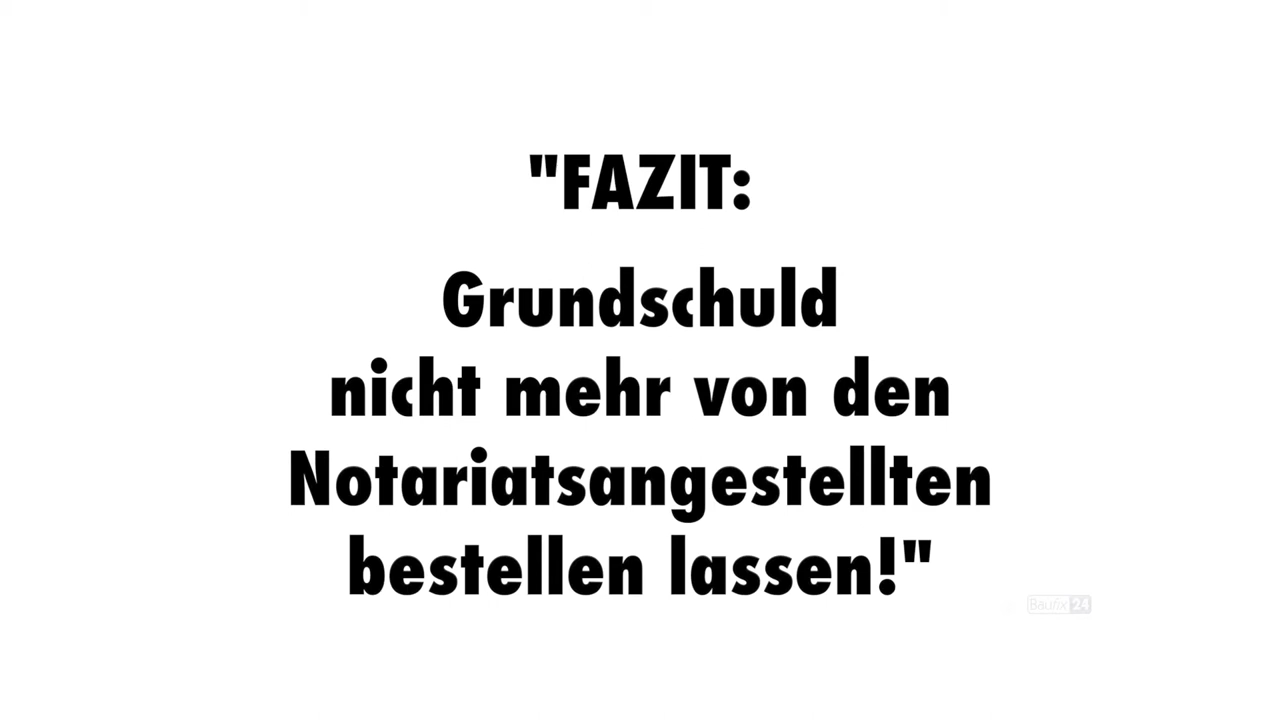 "FAZIT:
Grundschuld
nicht mehr von den
Notariatsangestellten
bestellen lassen!"
Baufix24